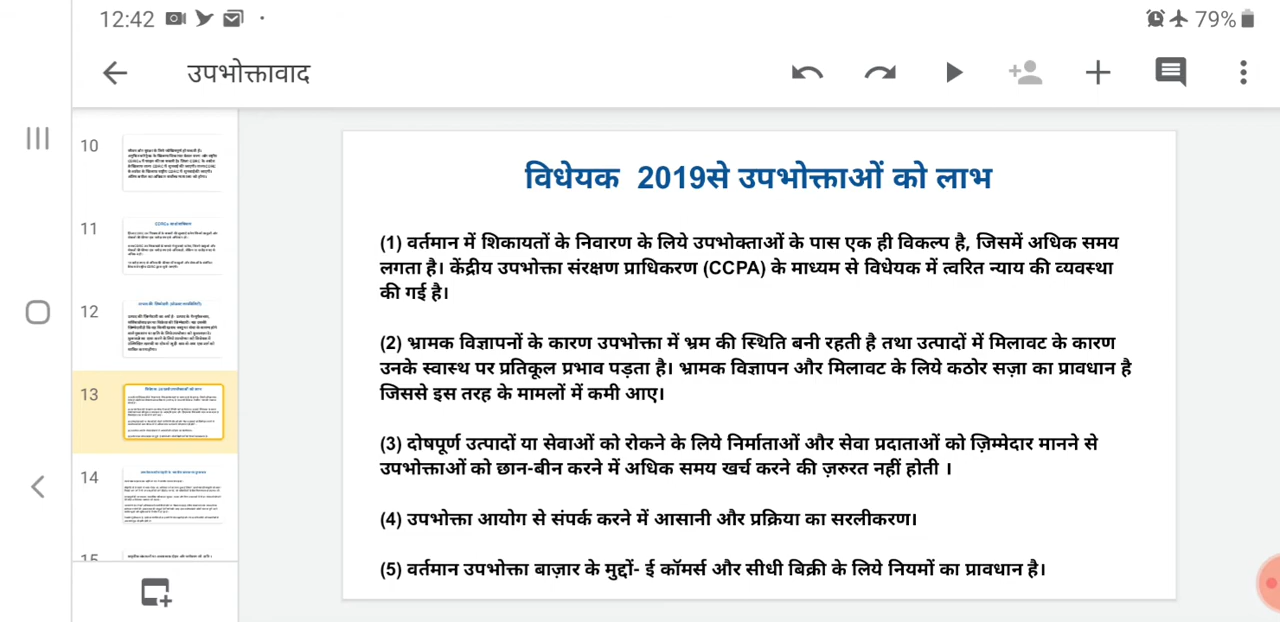 12:42
79%
उपभोक्तावाद
10
11
12
13
14
15
विधेयक 2019से उपभोक्ताओं को लाभ
(1) वर्तमान में शिकायतों के निवारण के लिये उपभोक्ताओं के पास एक ही विकल्प है, जिसमें अधिक समय
लगता है। केंद्रीय उपभोक्ता संरक्षण प्राधिकरण (CCPA) के माध्यम से विधेयक में त्वरित न्याय की व्यवस्था
की गई है।
(2) भ्रामक विज्ञापनों के कारण उपभोक्ता में भ्रम की स्थिति बनी रहती है तथा उत्पादों में मिलावट के कारण
उनके स्वास्थ पर प्रतिकूल प्रभाव पड़ता है। भ्रामक विज्ञापन और मिलावट के लिये कठोर सज़ा का प्रावधान है
जिससे इस तरह के मामलों में कमी आए।
(3) दोषपूर्ण उत्पादों या सेवाओं को रोकने के लिये निर्माताओं और सेवा प्रदाताओं को ज़िम्मेदार मानने से
उपभोक्ताओं को छान-बीन करने में अधिक समय खर्च करने की ज़रुरत नहीं होती ।
(4) उपभोक्ता आयोग से संपर्क करने में आसानी और प्रक्रिया का सरलीकरण।
(5) वर्तमान उपभोक्ता बाज़ार के मुद्दों- ई कॉमर्स और सीधी बिक्री के लिये नियमों का प्रावधान है।